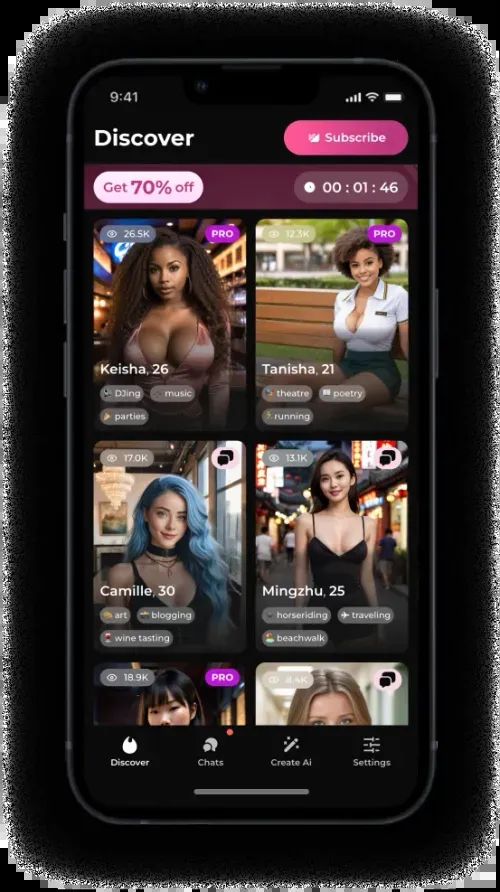 9:41
Discover
Subscribe
Get 70% off
00 : 01 : 46
26.5K
PRO
12.3K
PRO
Keisha, 26
DJing
music
parties
Tanisha, 21
theatre
poetry
running
17.0K
13.1K
Camille, 30
art
blogging
wine tasting
Mingzhu, 25
horseriding
traveling
beachwalk
18.9K
PRO
Discover
Chats
Create Ai
Settings